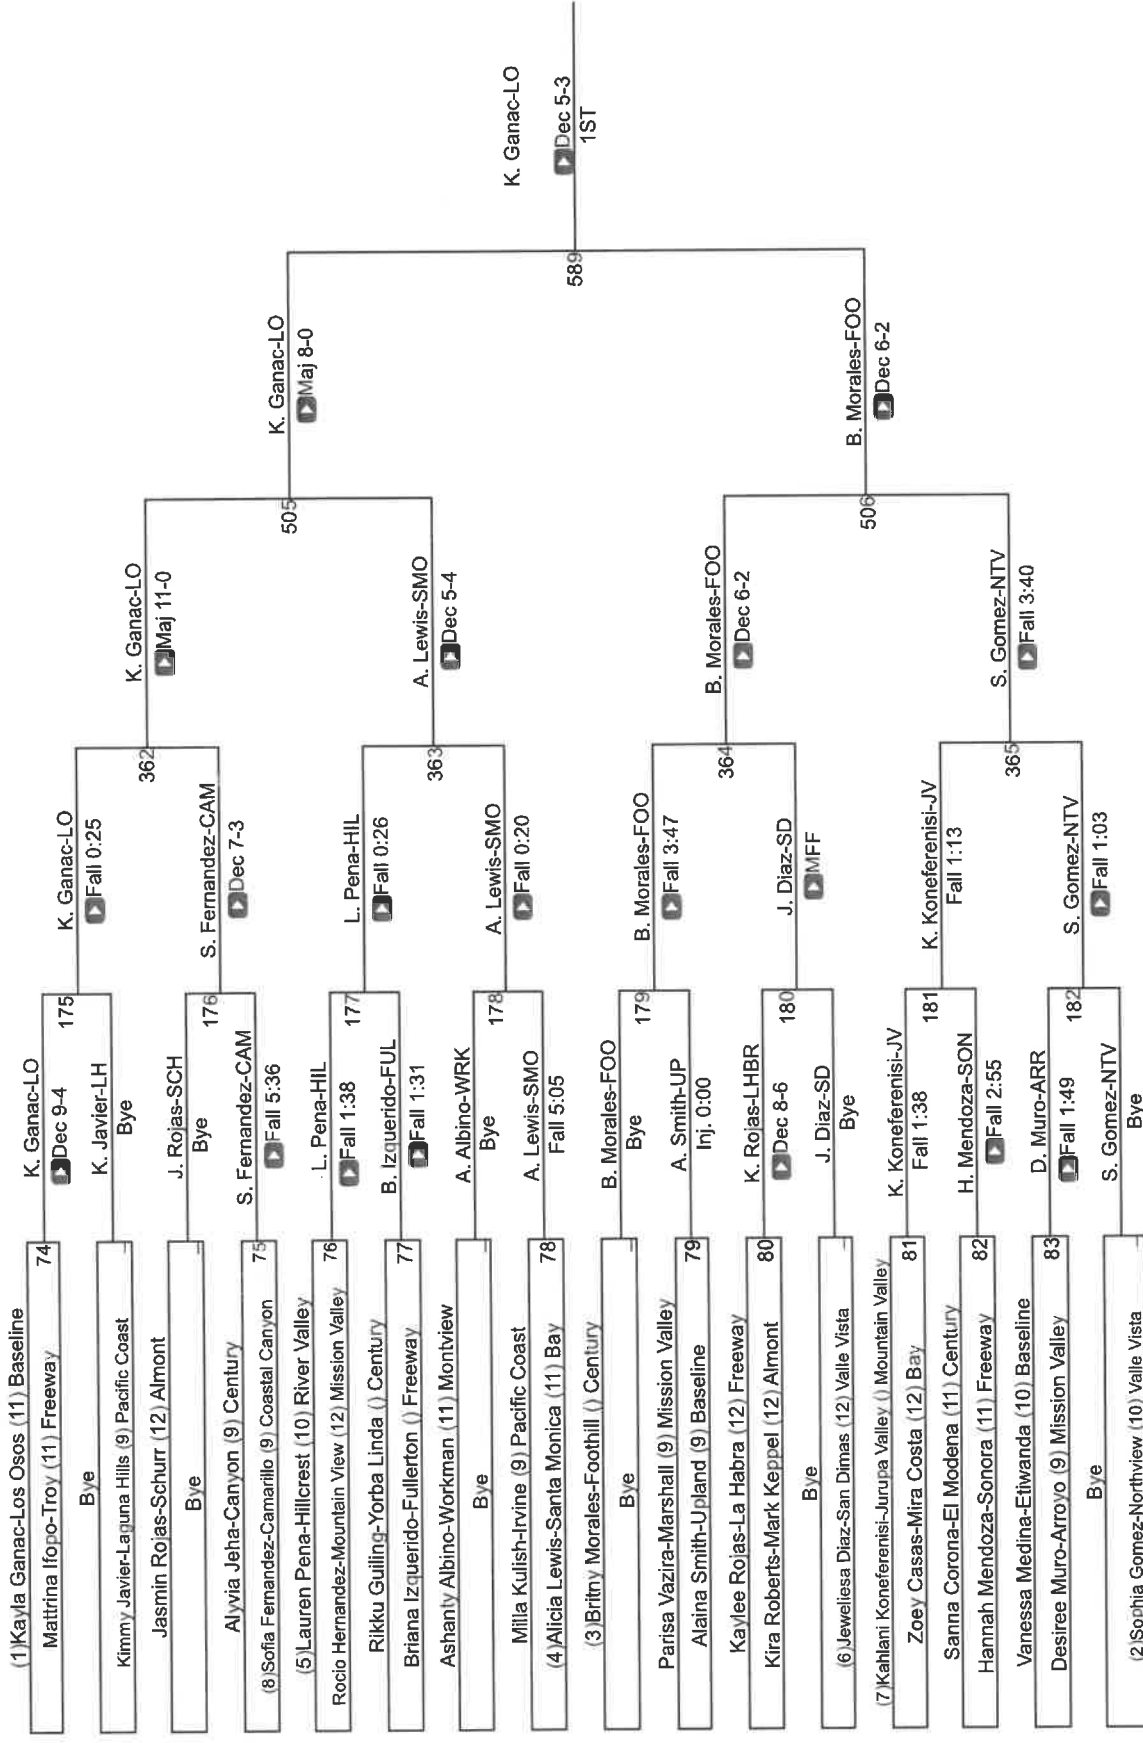 (1)Kayla Ganac-Los Osos (11) Baseline
74
Mattrina Ifopo-Troy (11) Freeway
Bye
Kimmy Javier-Laguna Hills (9) Pacific Coast
Jasmin Rojas-Schurr (12) Almont
Bye
Alyvia Jeha-Canyon (9) Century
75
(8)Sofia Fernandez-Camarillo (9) Coastal Canyon
(5)Lauren Pena-Hillcrest (10) River Valley
76
Rocio Hernandez-Mountain View (12) Mission Valley
Rikku Guiling-Yorba Linda () Century
77
Briana Izquerido-Fullerton () Freeway
Ashanty Albino-Workman (11) Montview
Bye
Milla Kulish-Irvine (9) Pacific Coast
78
(4)Alicia Lewis-Santa Monica (11) Bay
(3)Britny Morales-Foothill () Century
Bye
Parisa Vazira-Marshall (9) Mission Valley
79
Alaina Smith-Upland (9) Baseline
Kaylee Rojas-La Habra (12) Freeway
80
Kira Roberts-Mark Keppel (12) Almont
Bye
(6)Jeweliesa Diaz-San Dimas (12) Valle Vista
(7)Kahlani Koneferenisi-Jurupa Valley () Mountain Valley
81
Zoey Casas-Mira Costa (12) Bay
Sanna Corona-El Modena (11) Century
82
Hannah Mendoza-Sonora (11) Freeway
Vanessa Medina-Etiwanda (10) Baseline
83
Desiree Muro-Arroyo (9) Mission Valley
Bye
(2)Sophia Gomez-Northview (10) Valle Vista
K. Ganac-LO
Dec 9-4
175
K. Javier-LH
Bye
J. Rojas-SCH
Bye
176
S. Fernandez-CAM
Fall 5:36
L. Pena-HIL
Fall 1:38
177
B. Izquerido-FUL
Fall 1:31
A. Albino-WRK
Bye
178
A. Lewis-SMO
Fall 5:05
B. Morales-FOO
Bye
179
A. Smith-UP
Inj. 0:00
K. Rojas-LHBR
Dec 8-6
180
J. Diaz-SD
Bye
K. Koneferenisi-JV
Fall 1:38
181
H. Mendoza-SON
Fall 2:55
D. Muro-ARR
Fall 1:49
182
S. Gomez-NTV
Bye
K. Ganac-LO
Fall 0:25
362
S. Fernandez-CAM
Dec 7-3
L. Pena-HIL
Fall 0:26
363
A. Lewis-SMO
Fall 0:20
B. Morales-FOO
Fall 3:47
364
J. Diaz-SD
MFF
K. Koneferenisi-JV
Fall 1:13
365
S. Gomez-NTV
Fall 1:03
K. Ganac-LO
Maj 11-0
505
A. Lewis-SMO
Dec 5-4
B. Morales-FOO
Dec 6-2
506
S. Gomez-NTV
Fall 3:40
K. Ganac-LO
Maj 8-0
589
B. Morales-FOO
Dec 6-2
K. Ganac-LO
Dec 5-3
1ST